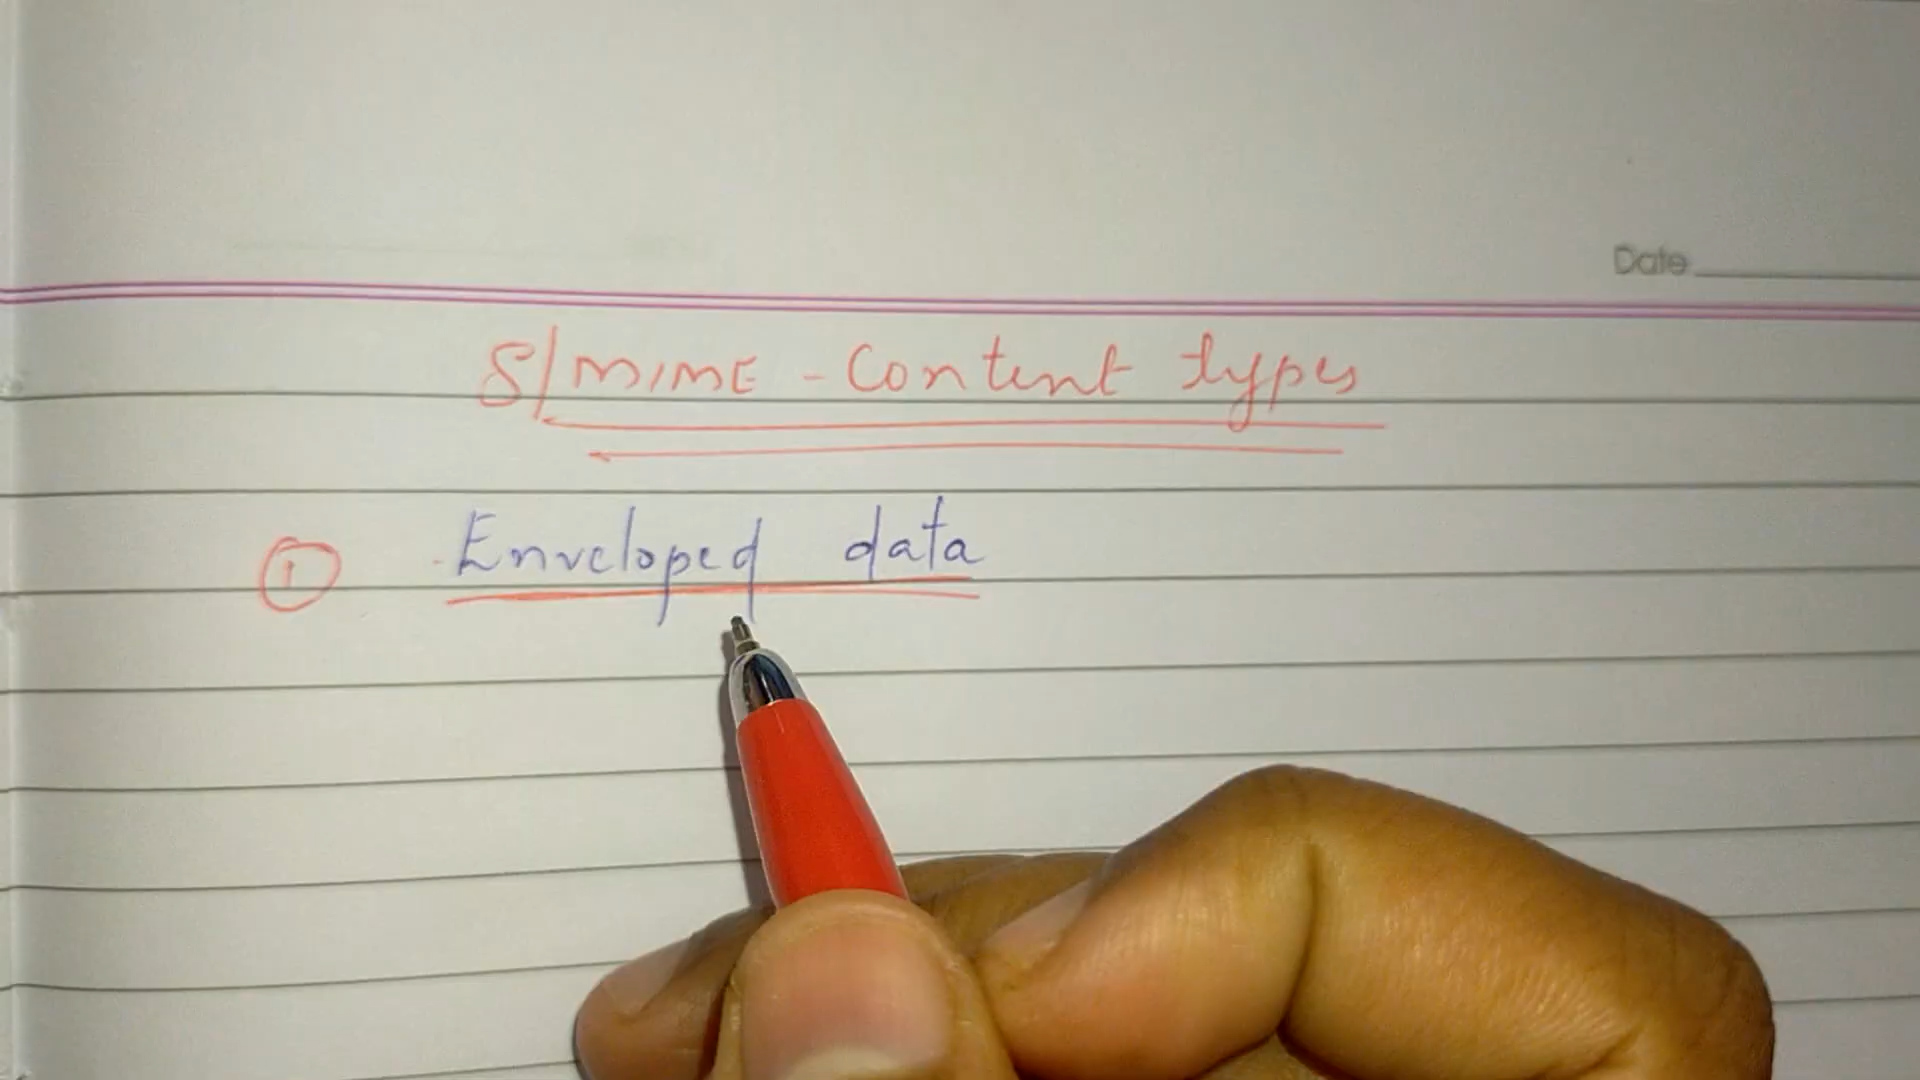 Date
S/MIME - Content types
① Enveloped data